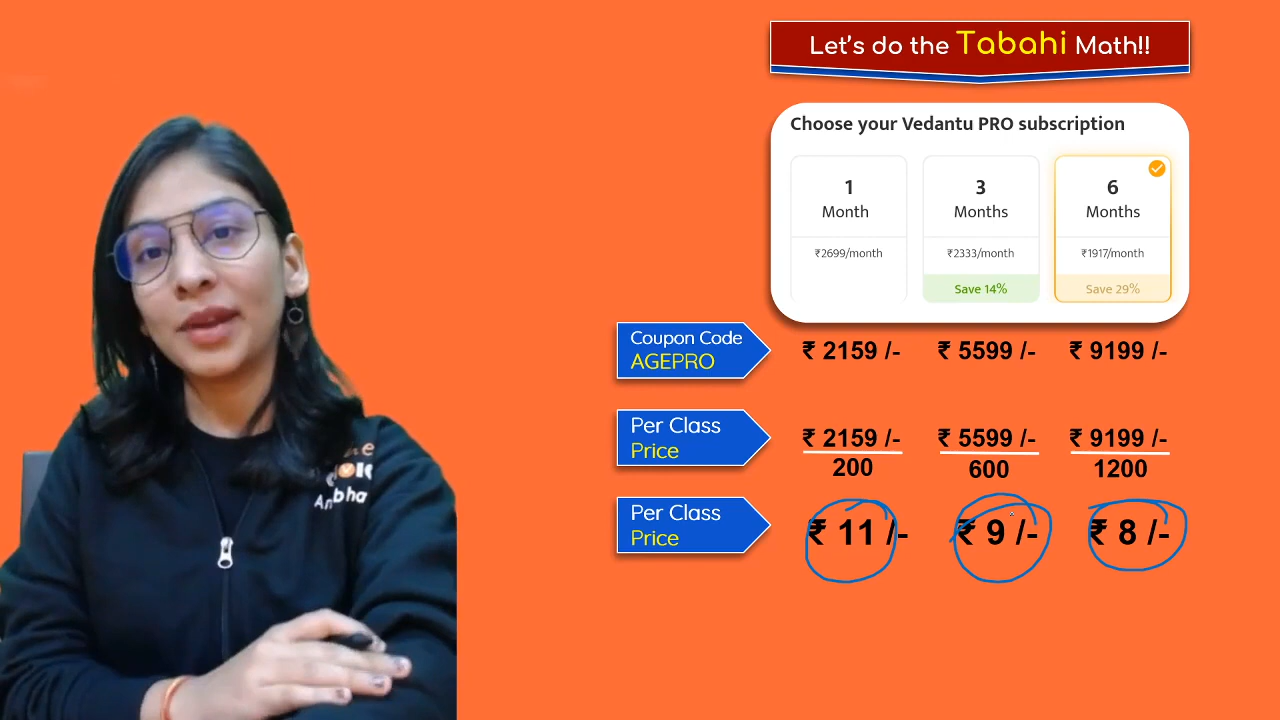 Let's do the Tabahi Math!!
Choose your Vedantu PRO subscription
1
Month
₹2699/month
3
Months
₹2333/month
Save 14%
6
Months
₹1917/month
Save 29%
Coupon Code
AGEPRO
₹ 2159 /-
₹ 5599 /-
₹ 9199 /-
Per Class
Price
₹ 2159 /-
200
₹ 5599 /-
600
₹ 9199 /-
1200
Per Class
Price
₹ 11 /-
₹ 9 /-
₹ 8 /-